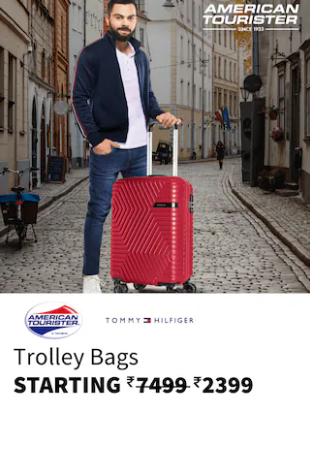 AMERICAN
TOURISTER
SINCE 1933
AMERICAN
TOURISTER
TOMMY HILFIGER
Trolley Bags
STARTING ₹7499 ₹2399